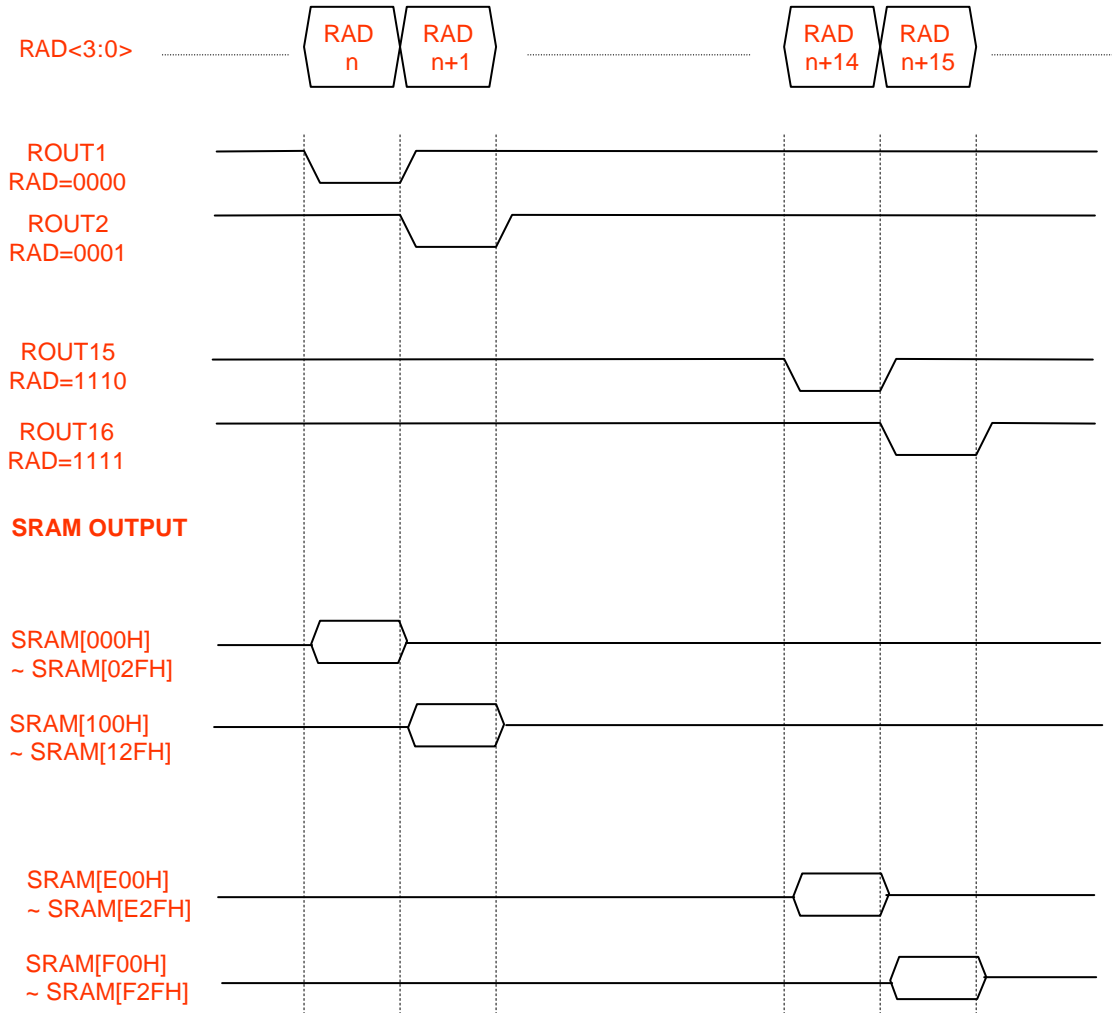 RAD<3:0>
RAD
n
RAD
n+1
RAD
n+14
RAD
n+15
ROUT1
RAD=0000
ROUT2
RAD=0001
ROUT15
RAD=1110
ROUT16
RAD=1111
SRAM OUTPUT
SRAM[000H]
~ SRAM[02FH]
SRAM[100H]
~ SRAM[12FH]
SRAM[E00H]
~ SRAM[E2FH]
SRAM[F00H]
~ SRAM[F2FH]